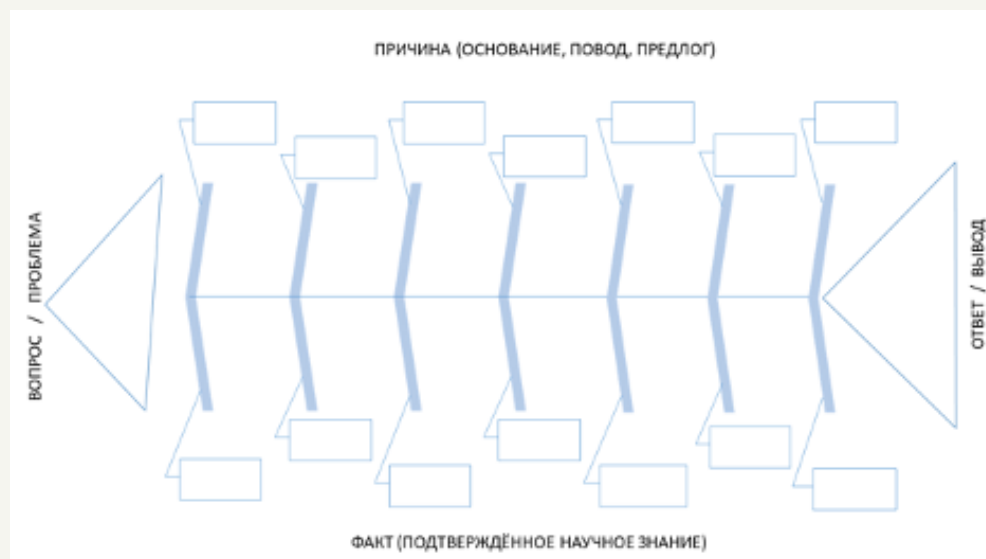 ПРИЧИНА (ОСНОВАНИЕ, ПОВОД, ПРЕДЛОГ)
ВОПРОС / ПРОБЛЕМА
ОТВЕТ / ВЫВОД
ФАКТ (ПОДТВЕРЖДЁННОЕ НАУЧНОЕ ЗНАНИЕ)